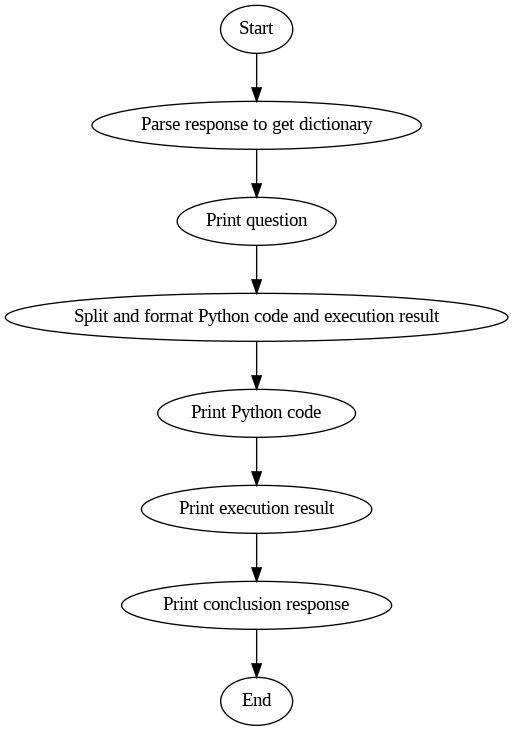 Start
Parse response to get dictionary
Print question
Split and format Python code and execution result
Print Python code
Print execution result
Print conclusion response
End